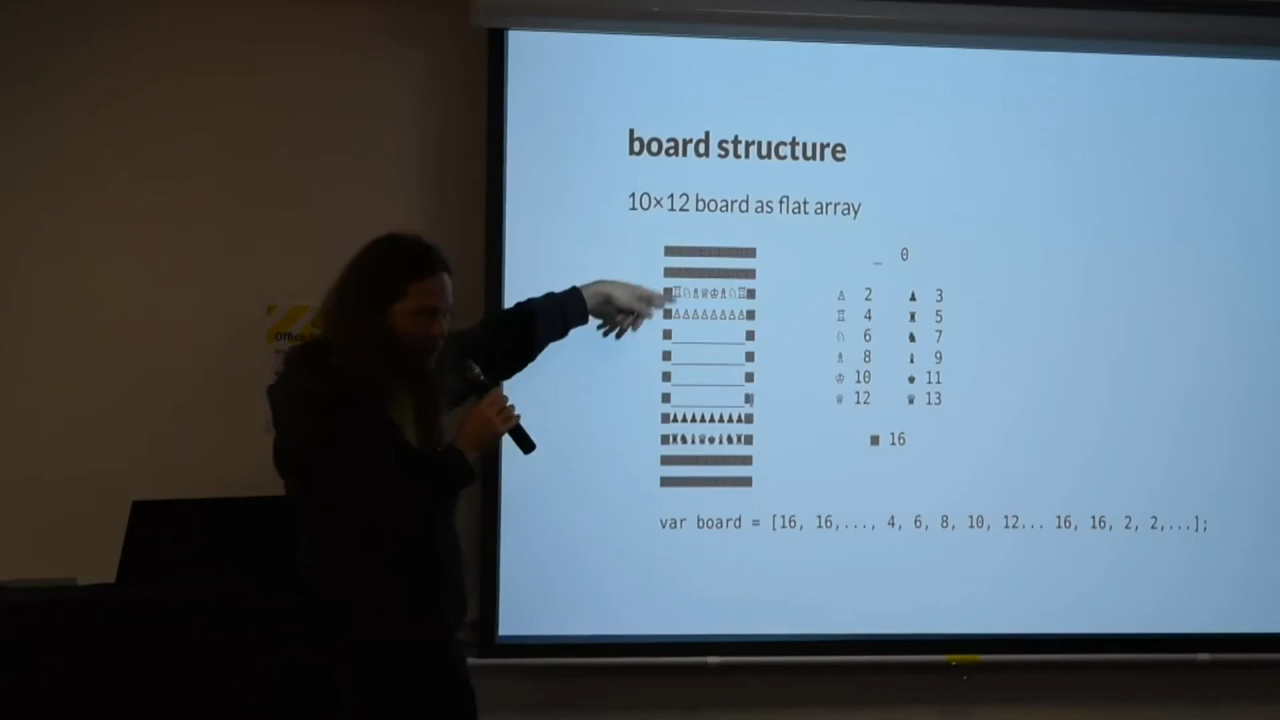 board structure
10×12 board as flat array
_ 0
♙ 2 ♟ 3
♖ 4 ♜ 5
♘ 6 ♞ 7
♗ 8 ♝ 9
♔ 10 ♚ 11
♕ 12 ♛ 13
■ 16
var board = [16, 16,..., 4, 6, 8, 10, 12... 16, 16, 2, 2,...];
Office